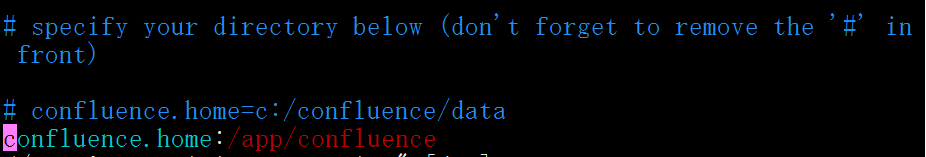 # specify your directory below (don't forget to remove the '#' in
front)
# confluence.home=c:/confluence/data
confluence.home:/app/confluence